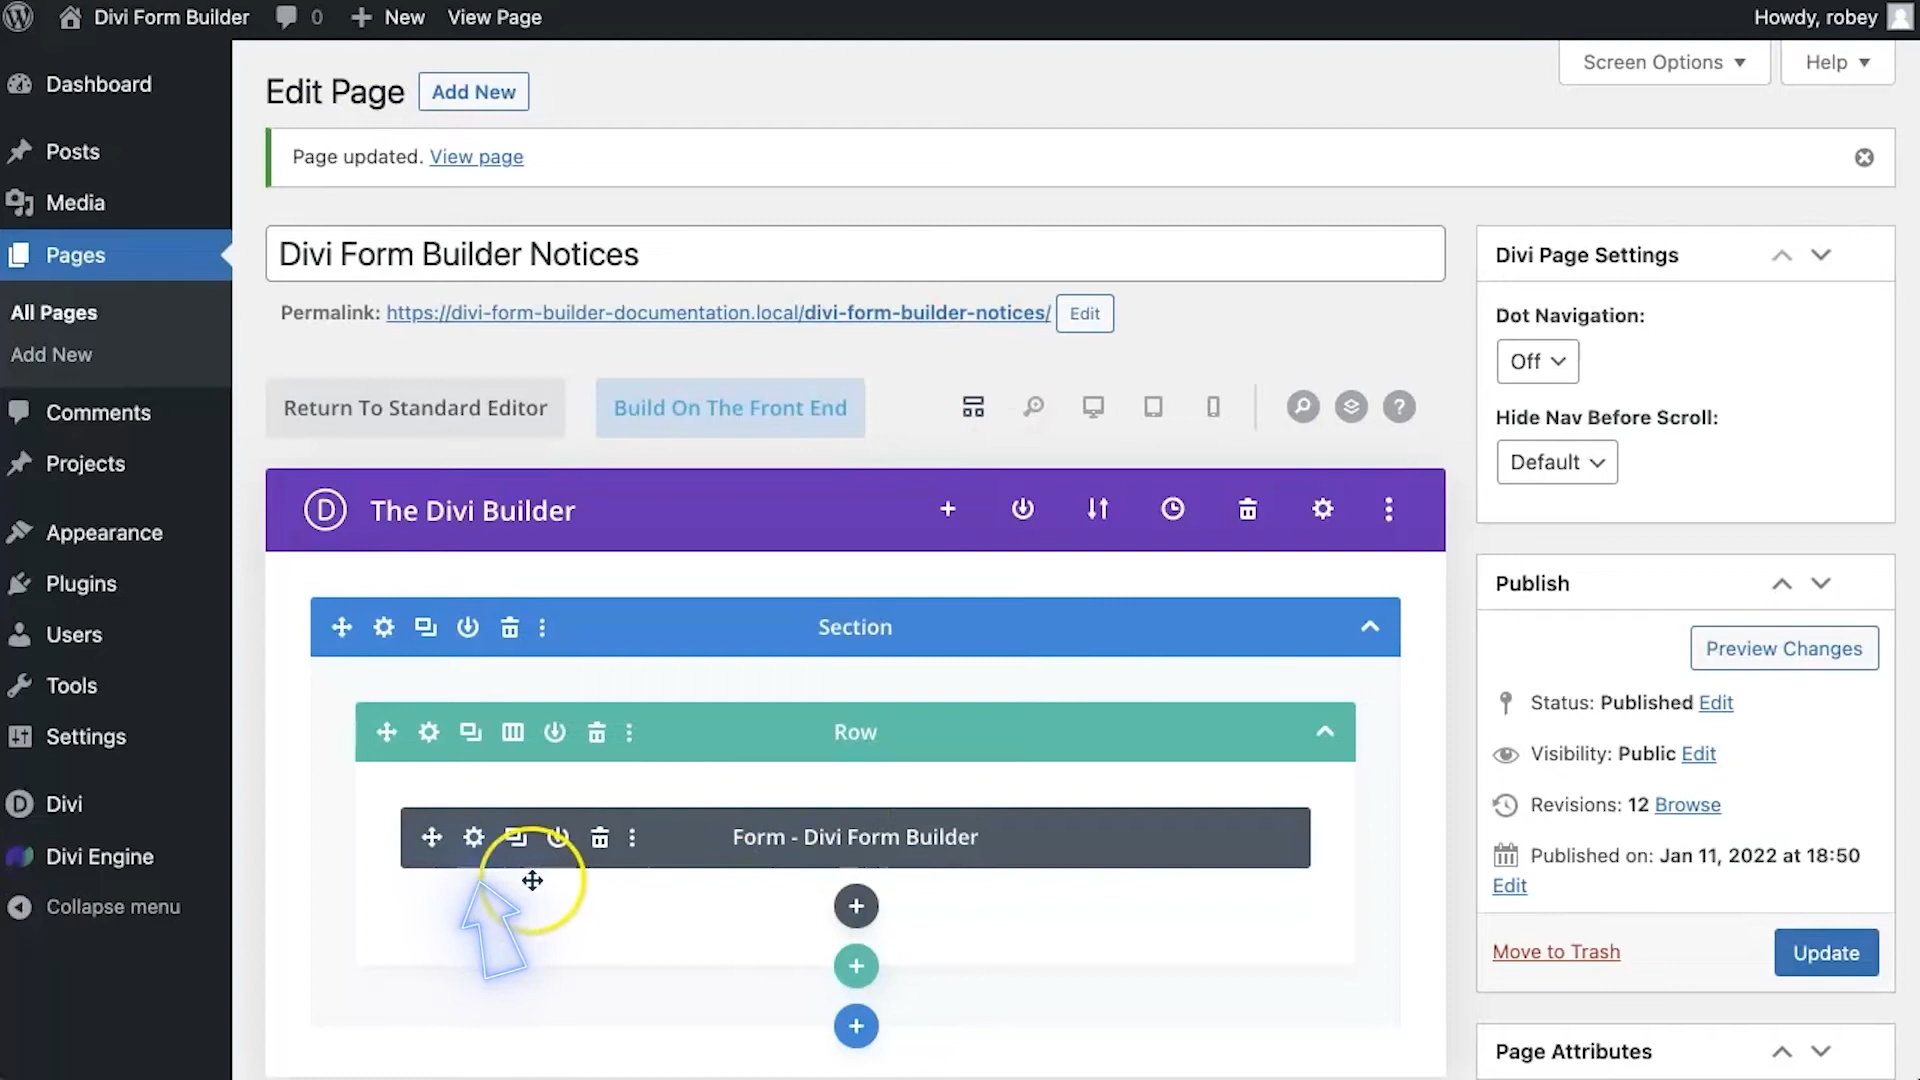 Divi Form Builder 0 New View Page Howdy, robey
Screen Options Help
Dashboard
Posts
Media
Pages
All Pages
Add New
Comments
Projects
Appearance
Plugins
Users
Tools
Settings
Divi
Divi Engine
Collapse menu
Edit Page Add New
Page updated. View page
Divi Form Builder Notices
Permalink: https://divi-form-builder-documentation.local/divi-form-builder-notices/ Edit
Return To Standard Editor Build On The Front End
?
D The Divi Builder
Section
Row
Form - Divi Form Builder
Divi Page Settings
Dot Navigation:
Off
Hide Nav Before Scroll:
Default
Publish
Preview Changes
Status: Published Edit
Visibility: Public Edit
Revisions: 12 Browse
Published on: Jan 11, 2022 at 18:50
Edit
Move to Trash Update
Page Attributes